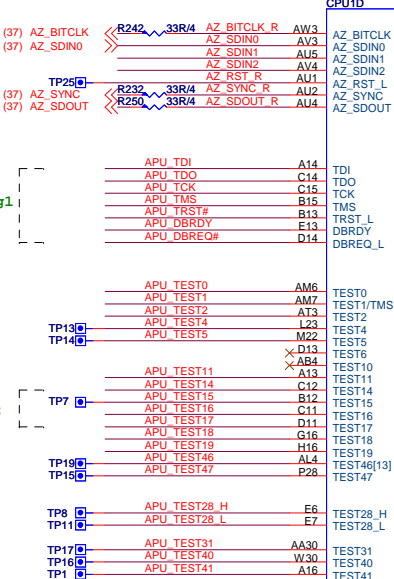 CPU1D
(37) AZ_BITCLK R242 33R/4 AZ_BITCLK_R AW3 AZ_BITCLK
(37) AZ_SDIN0 AZ_SDIN0 AV3 AZ_SDIN0
AZ_SDIN1 AU5 AZ_SDIN1
AZ_SDIN2 AV4 AZ_SDIN2
TP25 AZ_RST_R AU1 AZ_RST_L
(37) AZ_SYNC R232 33R/4 AZ_SYNC_R AU2 AZ_SYNC
(37) AZ_SDOUT R250 33R/4 AZ_SDOUT_R AU4 AZ_SDOUT
APU_TDI A14 TDI
APU_TDO C14 TDO
APU_TCK C15 TCK
g1 APU_TMS B15 TMS
APU_TRST# B13 TRST_L
APU_DBRDY E13 DBRDY
APU_DBREQ# D14 DBREQ_L
APU_TEST0 AM6 TEST0
APU_TEST1 AM7 TEST1/TMS
APU_TEST2 AT3 TEST2
TP13 APU_TEST4 L23 TEST4
TP14 APU_TEST5 M22 TEST5
D13 TEST6
AB4 TEST10
APU_TEST11 A13 TEST11
APU_TEST14 C12 TEST14
TP7 APU_TEST15 B12 TEST15
APU_TEST16 C11 TEST16
APU_TEST17 D11 TEST17
APU_TEST18 G16 TEST18
APU_TEST19 H16 TEST19
TP19 APU_TEST46 AL4 TEST46[13]
TP15 APU_TEST47 P28 TEST47
TP8 APU_TEST28_H E6 TEST28_H
TP11 APU_TEST28_L E7 TEST28_L
TP17 APU_TEST31 AA30 TEST31
TP16 APU_TEST40 W30 TEST40
TP1 APU_TEST41 A16 TEST41